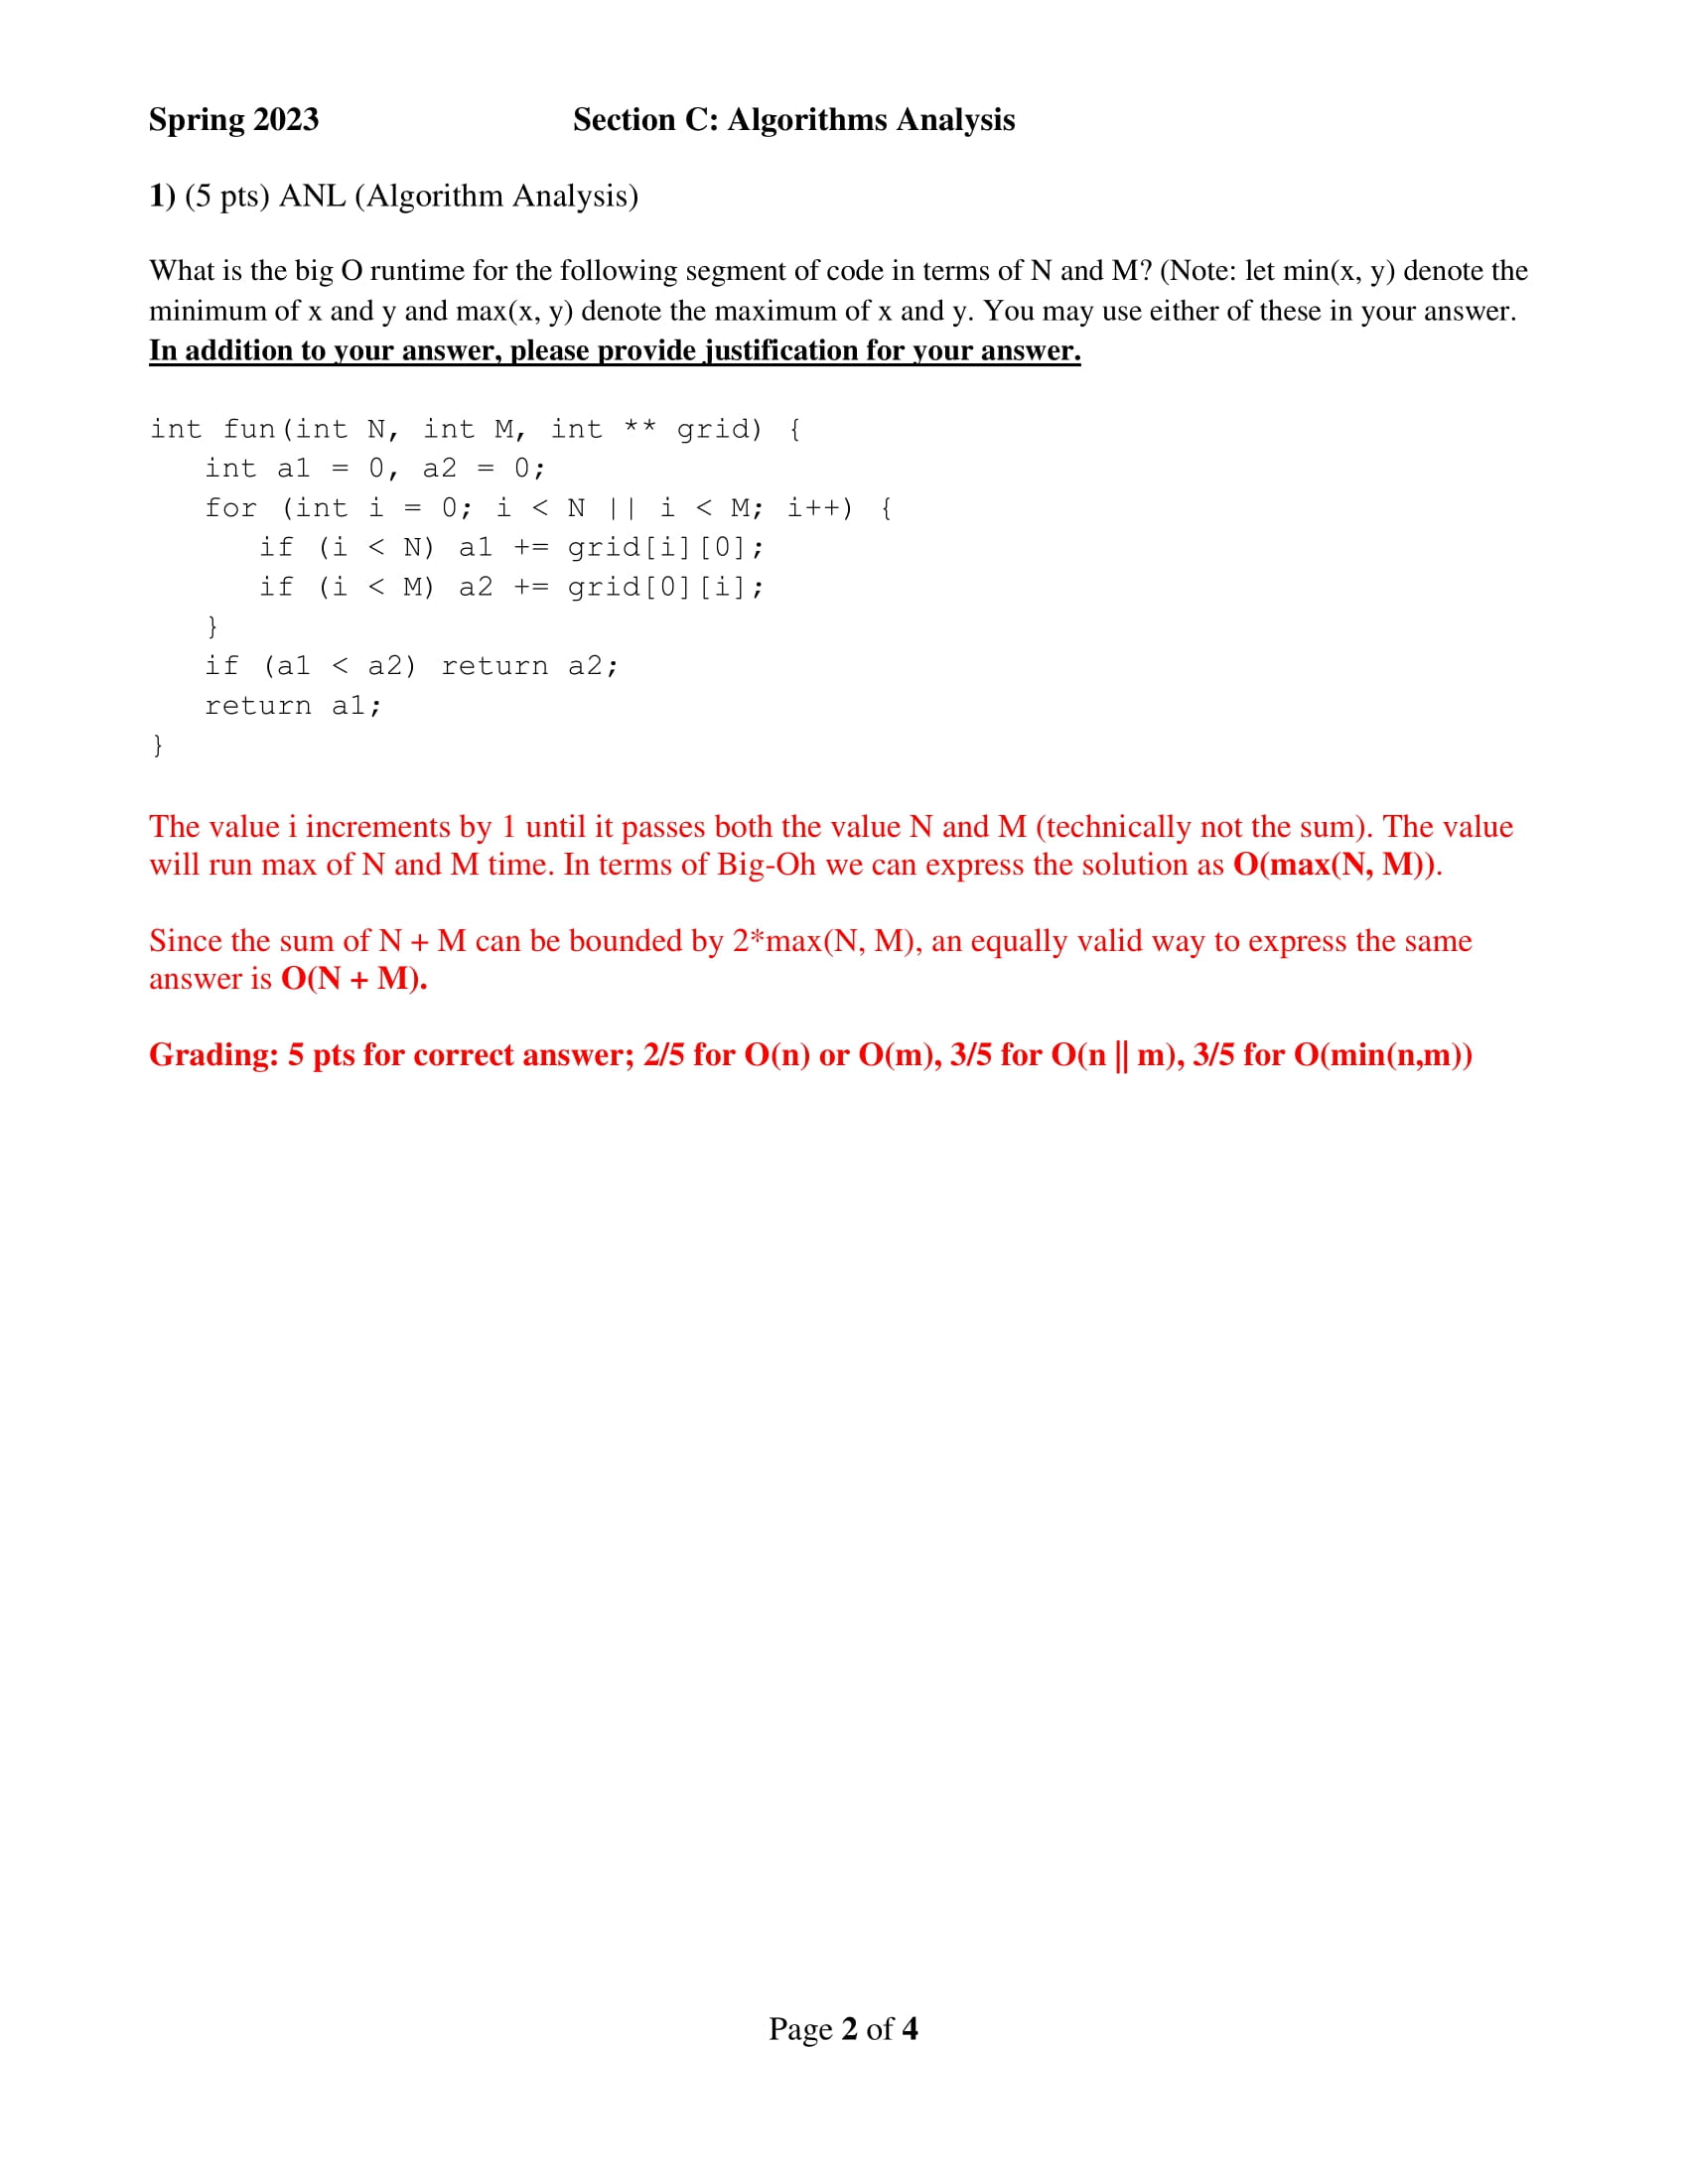 Spring 2023 Section C: Algorithms Analysis
1) (5 pts) ANL (Algorithm Analysis)
What is the big O runtime for the following segment of code in terms of N and M? (Note: let min(x, y) denote the
minimum of x and y and max(x, y) denote the maximum of x and y. You may use either of these in your answer.
In addition to your answer, please provide justification for your answer.
int fun(int N, int M, int ** grid) {
   int a1 = 0, a2 = 0;
   for (int i = 0; i < N || i < M; i++) {
      if (i < N) a1 += grid[i][0];
      if (i < M) a2 += grid[0][i];
   }
   if (a1 < a2) return a2;
   return a1;
}
The value i increments by 1 until it passes both the value N and M (technically not the sum). The value
will run max of N and M time. In terms of Big-Oh we can express the solution as O(max(N, M)).
Since the sum of N + M can be bounded by 2*max(N, M), an equally valid way to express the same
answer is O(N + M).
Grading: 5 pts for correct answer; 2/5 for O(n) or O(m), 3/5 for O(n || m), 3/5 for O(min(n,m))
Page 2 of 4